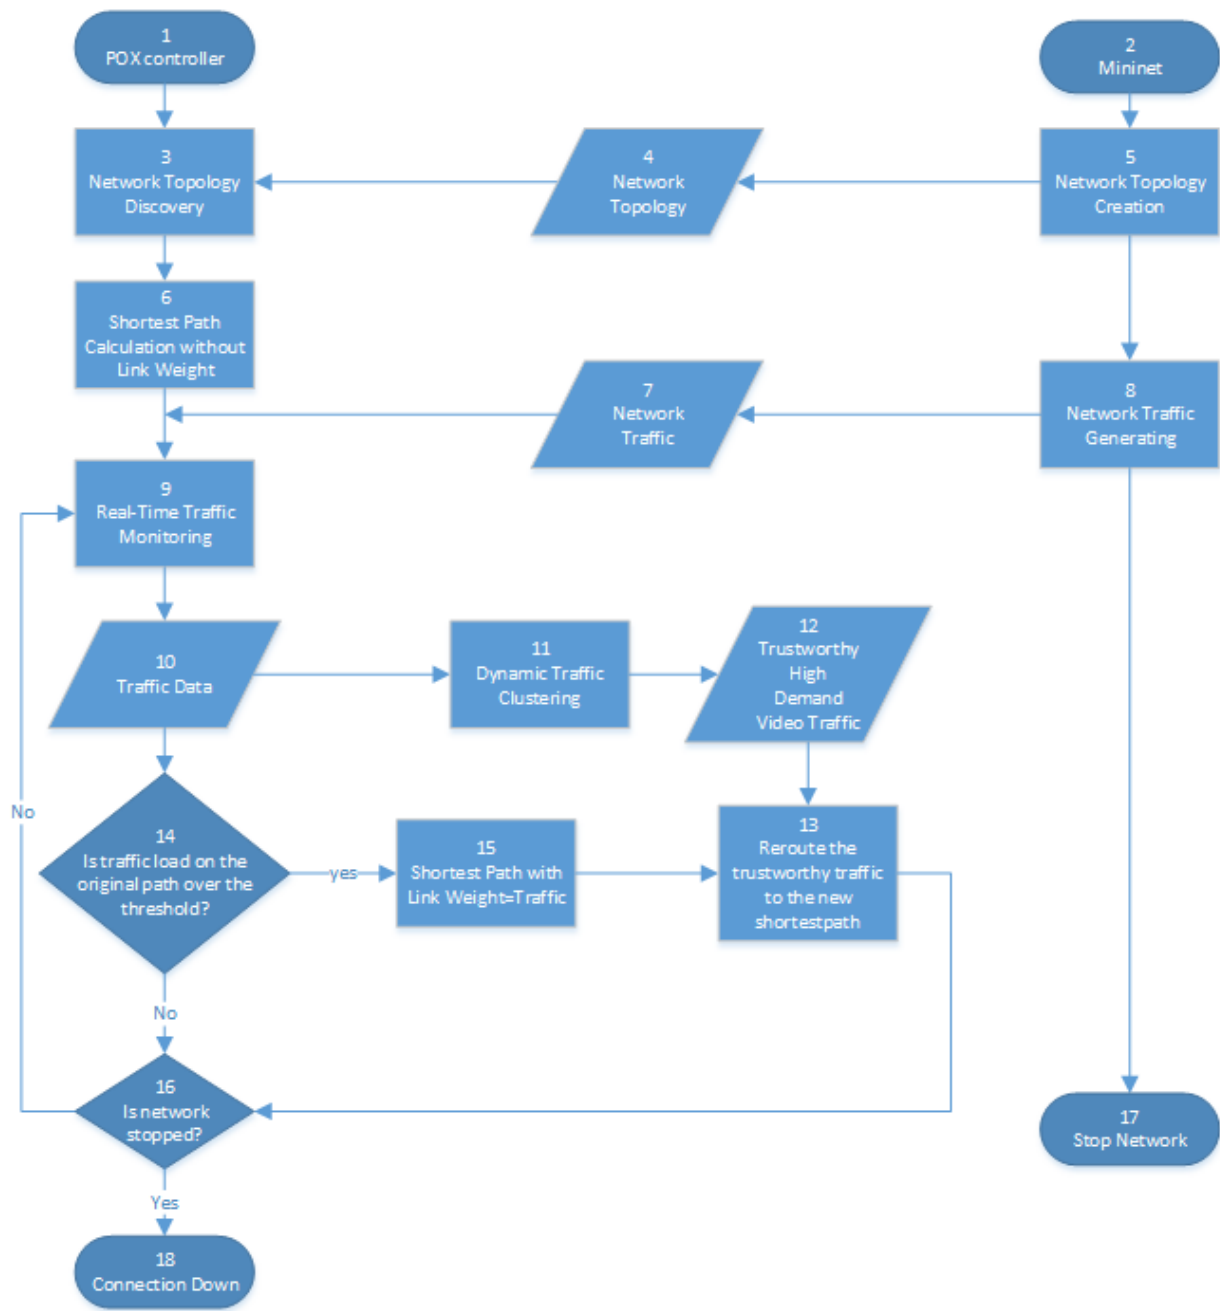 1
POX controller
2
Mininet
3
Network Topology
Discovery
4
Network
Topology
5
Network Topology
Creation
6
Shortest Path
Calculation without
Link Weight
7
Network
Traffic
8
Network Traffic
Generating
9
Real-Time Traffic
Monitoring
10
Traffic Data
11
Dynamic Traffic
Clustering
12
Trustworthy
High
Demand
Video Traffic
No
14
Is traffic load on the
original path over the
threshold?
yes
15
Shortest Path with
Link Weight=Traffic
13
Reroute the
trustworthy traffic
to the new
shortestpath
No
16
Is network
stopped?
17
Stop Network
Yes
18
Connection Down